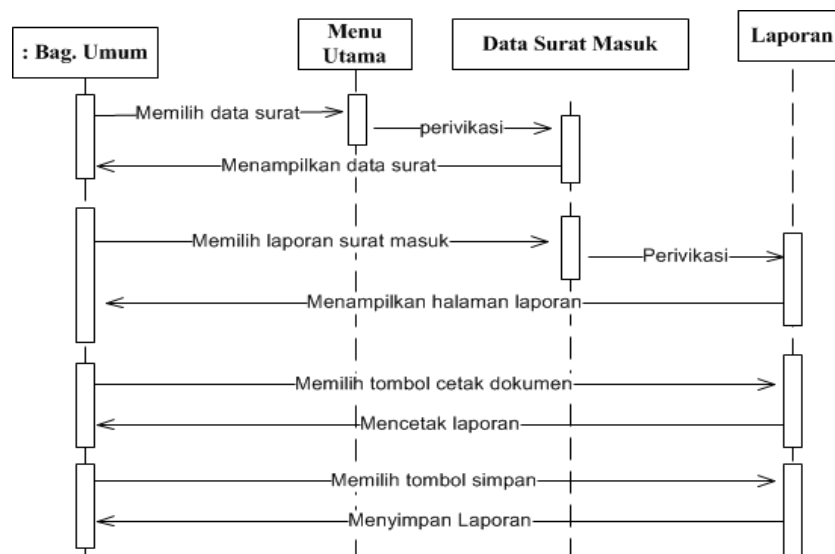 : Bag. Umum
Menu
Utama
Data Surat Masuk
Laporan
Memilih data surat
perivikasi
Menampilkan data surat
Memilih laporan surat masuk
Perivikasi
Menampilkan halaman laporan
Memilih tombol cetak dokumen
Mencetak laporan
Memilih tombol simpan
Menyimpan Laporan